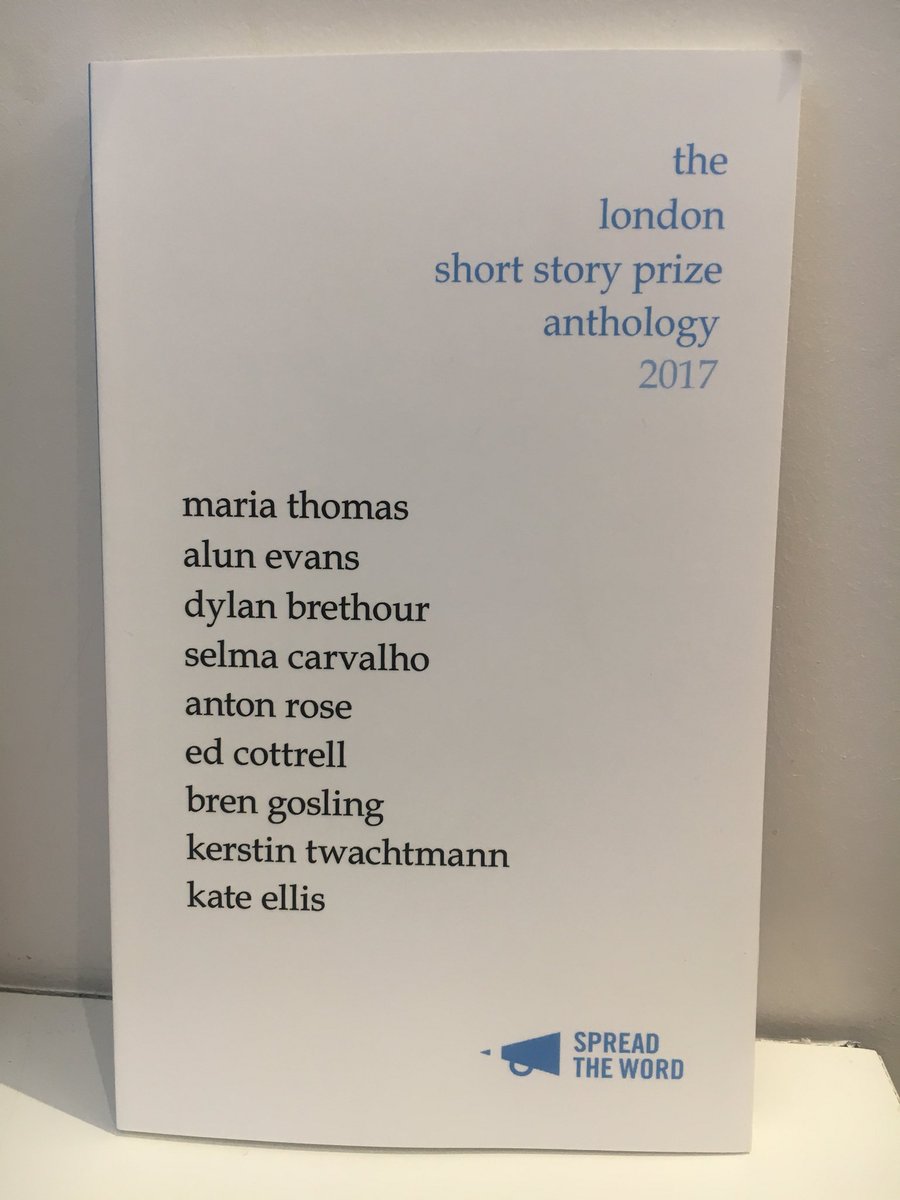 the
london
short story prize
anthology
2017
maria thomas
alun evans
dylan brethour
selma carvalho
anton rose
ed cottrell
bren gosling
kerstin twachtmann
kate ellis
SPREAD
THE WORD